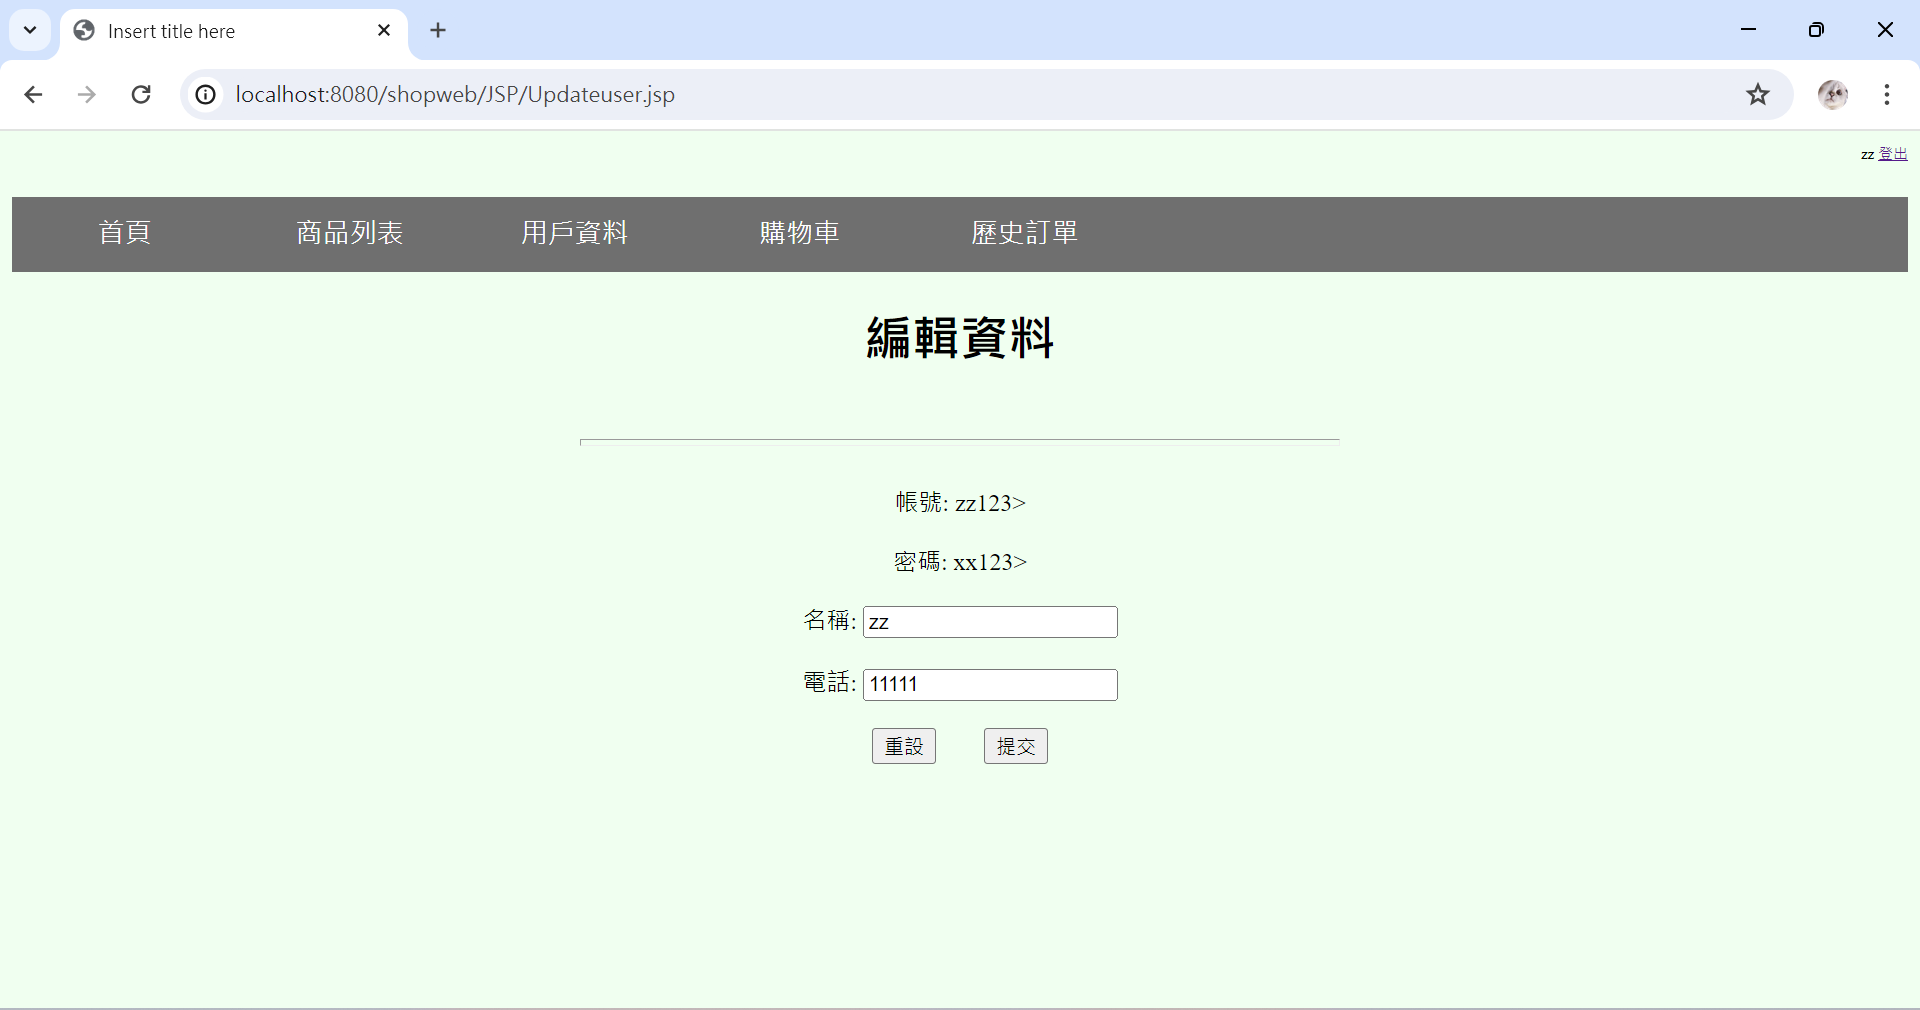 Insert title here
localhost:8080/shopweb/JSP/Updateuser.jsp
zz 登出
首頁 商品列表 用戶資料 購物車 歷史訂單
編輯資料
帳號: zz123>
密碼: xx123>
名稱: zz
電話: 11111
重設 提交